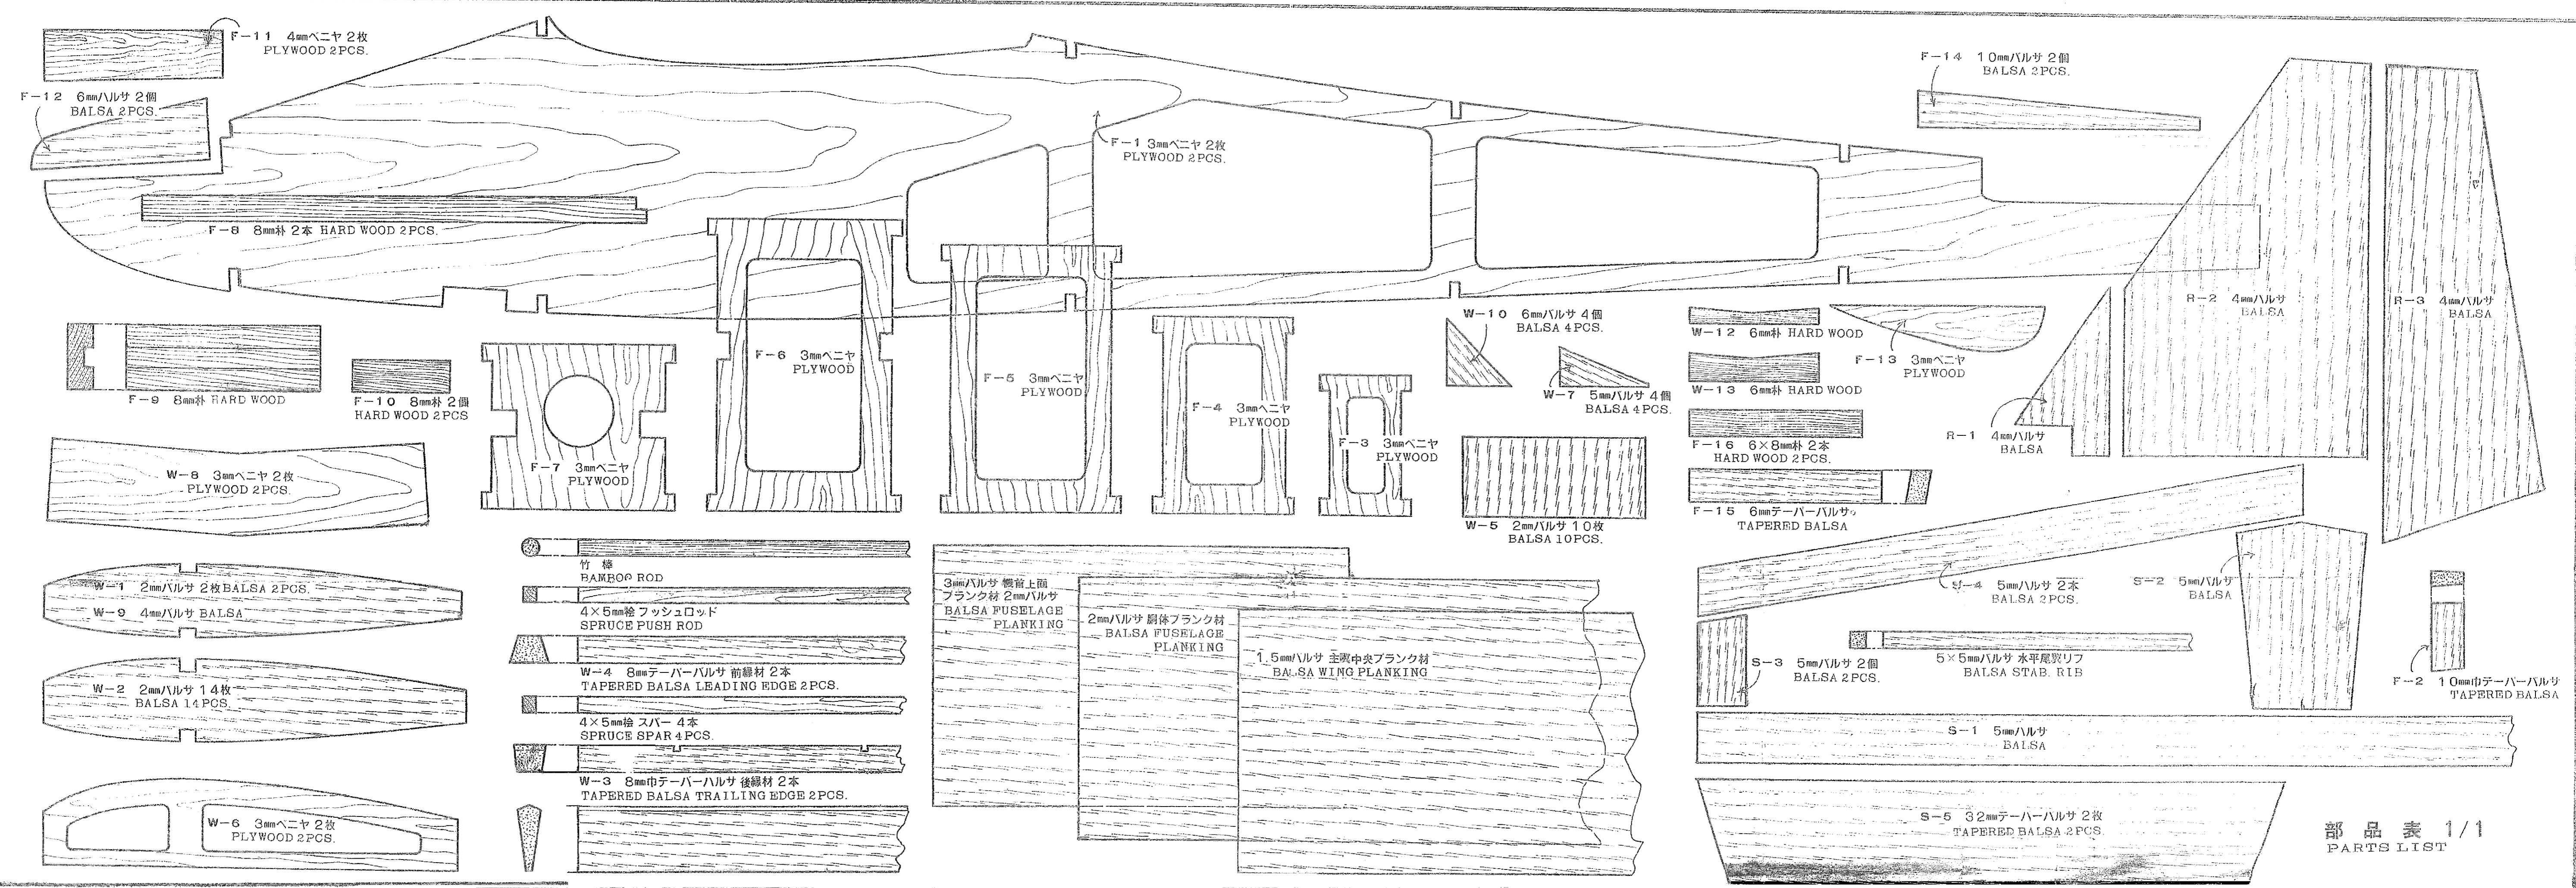 F-11 4mmベニヤ 2枚
PLYWOOD 2PCS.
F-12 6mmバルサ 2個
BALSA 2PCS.
F-8 8mm朴 2本 HARD WOOD 2PCS.
F-1 3mmベニヤ 2枚
PLYWOOD 2PCS.
F-14 10mmバルサ 2個
BALSA 2PCS.
F-9 8mm朴 HARD WOOD
F-10 8mm朴 2個
HARD WOOD 2PCS
F-7 3mmベニヤ
PLYWOOD
F-6 3mmベニヤ
PLYWOOD
F-5 3mmベニヤ
PLYWOOD
F-4 3mmベニヤ
PLYWOOD
F-3 3mmベニヤ
PLYWOOD
W-10 6mmバルサ 4個
BALSA 4PCS.
W-7 5mmバルサ 4個
BALSA 4PCS.
W-5 2mmバルサ 10枚
BALSA 10PCS.
W-12 6mm朴 HARD WOOD
W-13 6mm朴 HARD WOOD
F-16 6×8mm朴 2本
HARD WOOD 2PCS.
F-15 6mmテーパーバルサ
TAPERED BALSA
F-13 3mmベニヤ
PLYWOOD
R-1 4mmバルサ
BALSA
R-2 4mmバルサ
BALSA
R-3 4mmバルサ
BALSA
W-8 3mmベニヤ 2枚
PLYWOOD 2PCS.
W-1 2mmバルサ 2枚 BALSA 2PCS.
W-9 4mmバルサ BALSA
W-2 2mmバルサ 14枚
BALSA 14PCS.
W-6 3mmベニヤ 2枚
PLYWOOD 2PCS.
竹 棒
BAMBOO ROD
4×5mm桧 プッシュロッド
SPRUCE PUSH ROD
W-4 8mmテーパーバルサ 前縁材 2本
TAPERED BALSA LEADING EDGE 2PCS.
4×5mm桧 スパー 4本
SPRUCE SPAR 4PCS.
W-3 8mm巾テーパーバルサ 後縁材 2本
TAPERED BALSA TRAILING EDGE 2PCS.
3mmバルサ 機首上面
プランク材 2mmバルサ
BALSA FUSELAGE
PLANKING
2mmバルサ 胴体プランク材
BALSA FUSELAGE
PLANKING
1.5mmバルサ 主翼中央プランク材
BALSA WING PLANKING
S-4 5mmバルサ 2本
BALSA 2PCS.
S-2 5mmバルサ
BALSA
S-3 5mmバルサ 2個
BALSA 2PCS.
5×5mmバルサ 水平尾翼リブ
BALSA STAB. RIB
F-2 10mm巾テーパーバルサ
TAPERED BALSA
S-1 5mmバルサ
BALSA
S-5 32mmテーパーバルサ 2枚
TAPERED BALSA 2PCS.
部 品 表 1/1
PARTS LIST